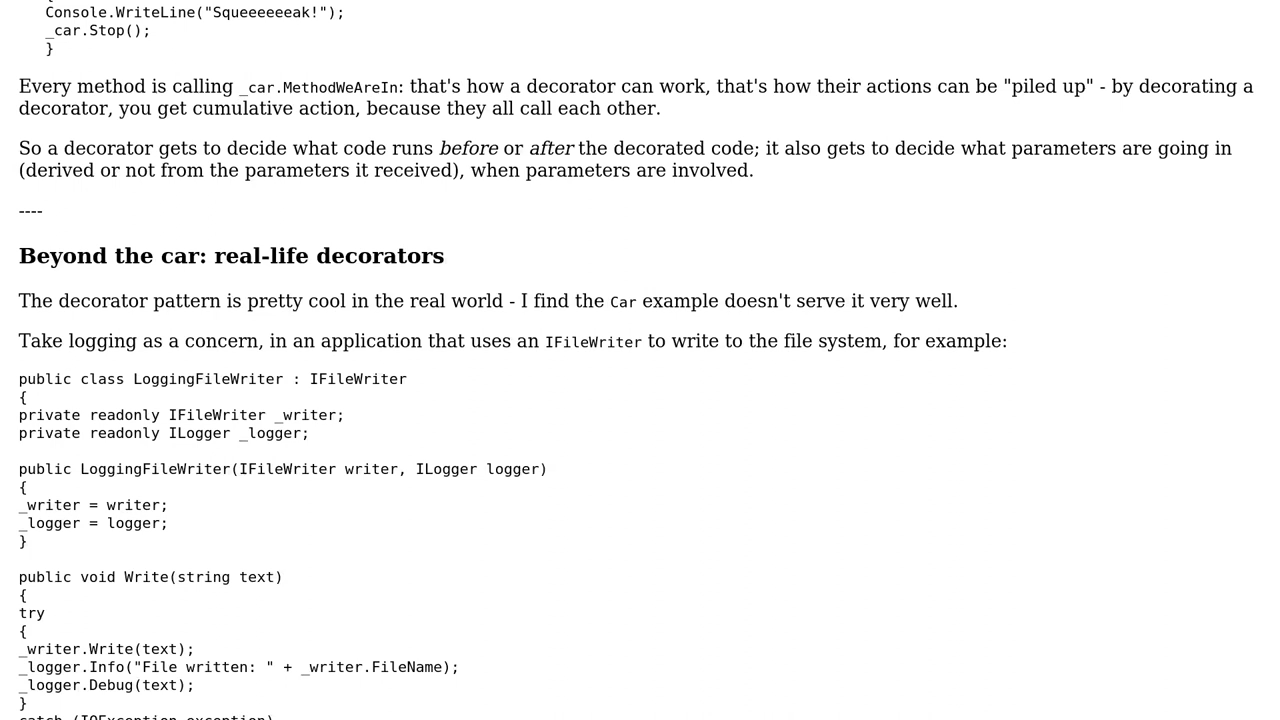 {
Console.WriteLine("Squeeeeeeak!");
_car.Stop();
}
Every method is calling _car.MethodWeAreIn: that's how a decorator can work, that's how their actions can be "piled up" - by decorating a
decorator, you get cumulative action, because they all call each other.
So a decorator gets to decide what code runs before or after the decorated code; it also gets to decide what parameters are going in
(derived or not from the parameters it received), when parameters are involved.
----
Beyond the car: real-life decorators
The decorator pattern is pretty cool in the real world - I find the Car example doesn't serve it very well.
Take logging as a concern, in an application that uses an IFileWriter to write to the file system, for example:
public class LoggingFileWriter : IFileWriter
{
private readonly IFileWriter _writer;
private readonly ILogger _logger;
public LoggingFileWriter(IFileWriter writer, ILogger logger)
{
_writer = writer;
_logger = logger;
}
public void Write(string text)
{
try
{
_writer.Write(text);
_logger.Info("File written: " + _writer.FileName);
_logger.Debug(text);
}
catch (IOException exception)